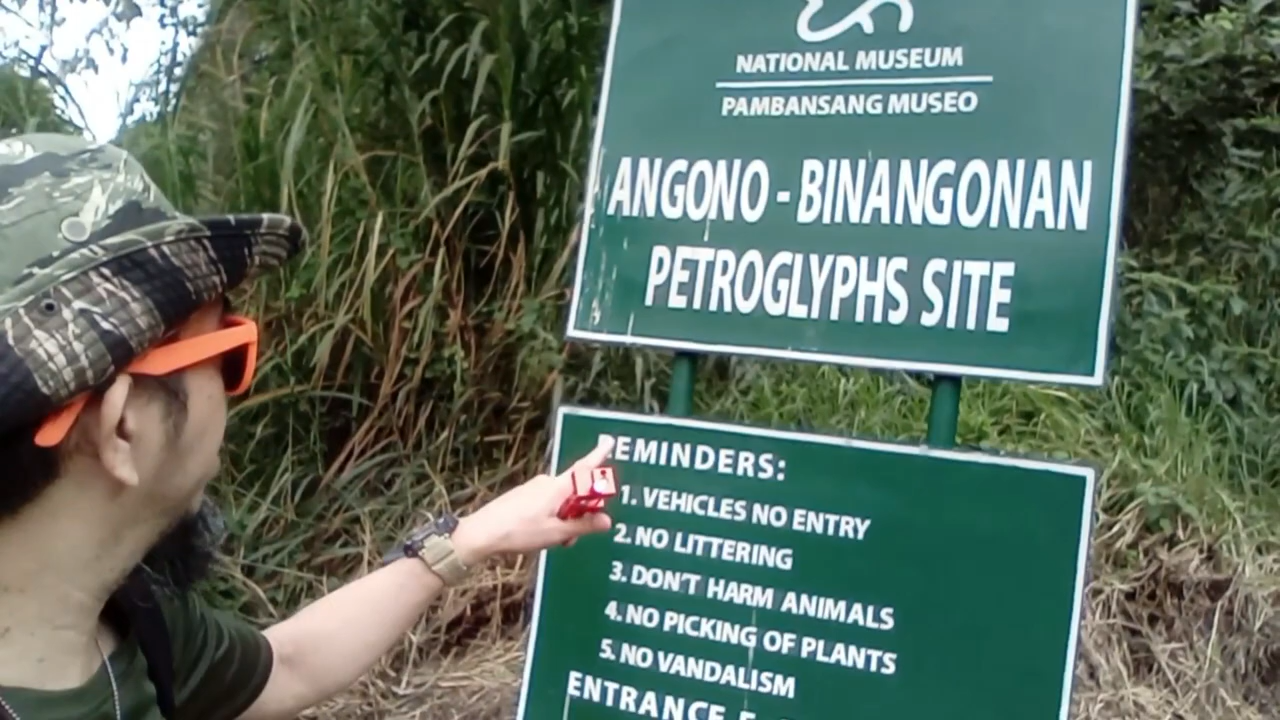 NATIONAL MUSEUM
PAMBANSANG MUSEO
ANGONO - BINANGONAN
PETROGLYPHS SITE
REMINDERS:
1. VEHICLES NO ENTRY
2. NO LITTERING
3. DON'T HARM ANIMALS
4. NO PICKING OF PLANTS
5. NO VANDALISM
ENTRANCE